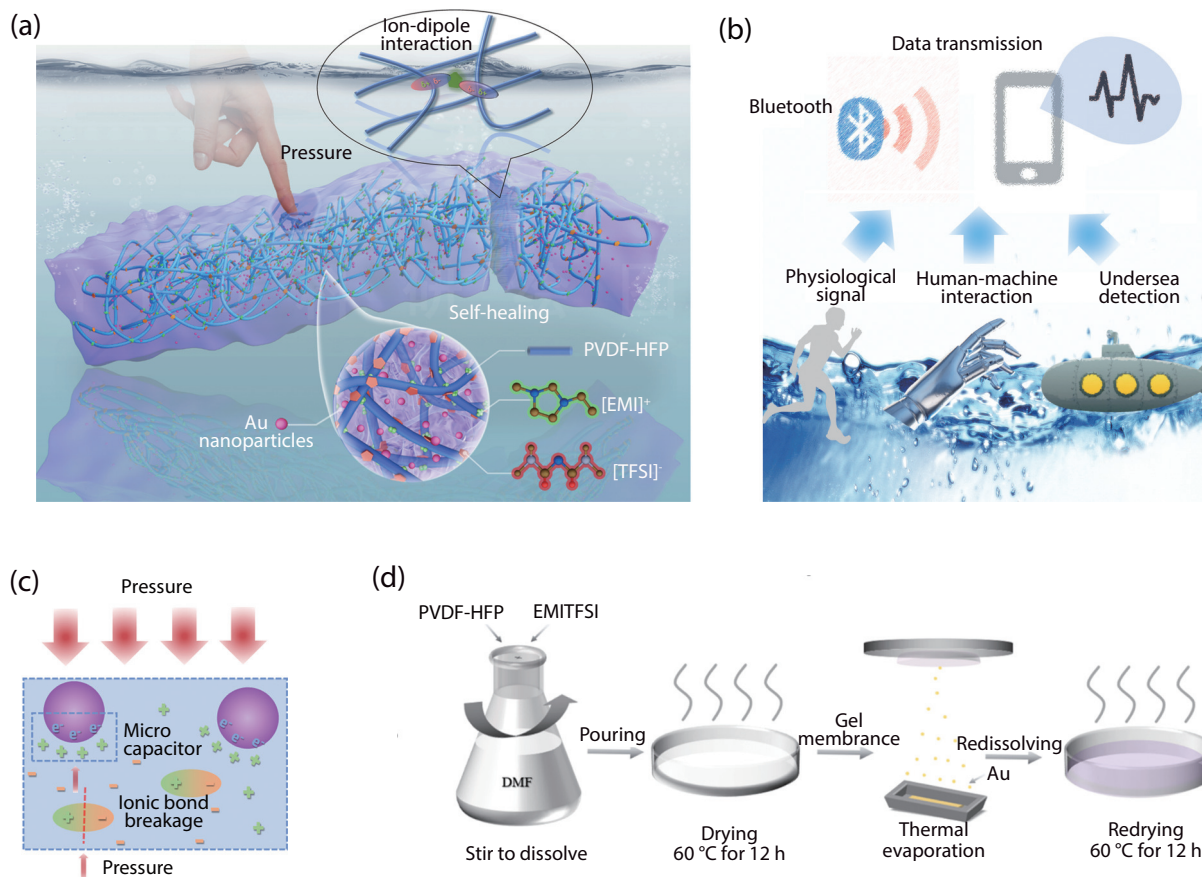 (a)
Ion-dipole
interaction
Pressure
Self-healing
PVDF-HFP
[EMI]+
[TFSI]-
Au
nanoparticles
(b)
Data transmission
Bluetooth
Physiological
signal
Human-machine
interaction
Undersea
detection
(c)
Pressure
e- e- e-
e- e- e-
Micro
capacitor
Ionic bond
breakage
Pressure
(d)
PVDF-HFP EMITFSI
DMF
Stir to dissolve
Pouring
Drying
60 °C for 12 h
Gel
membrance
Au
Thermal
evaporation
Redissolving
Redrying
60 °C for 12 h